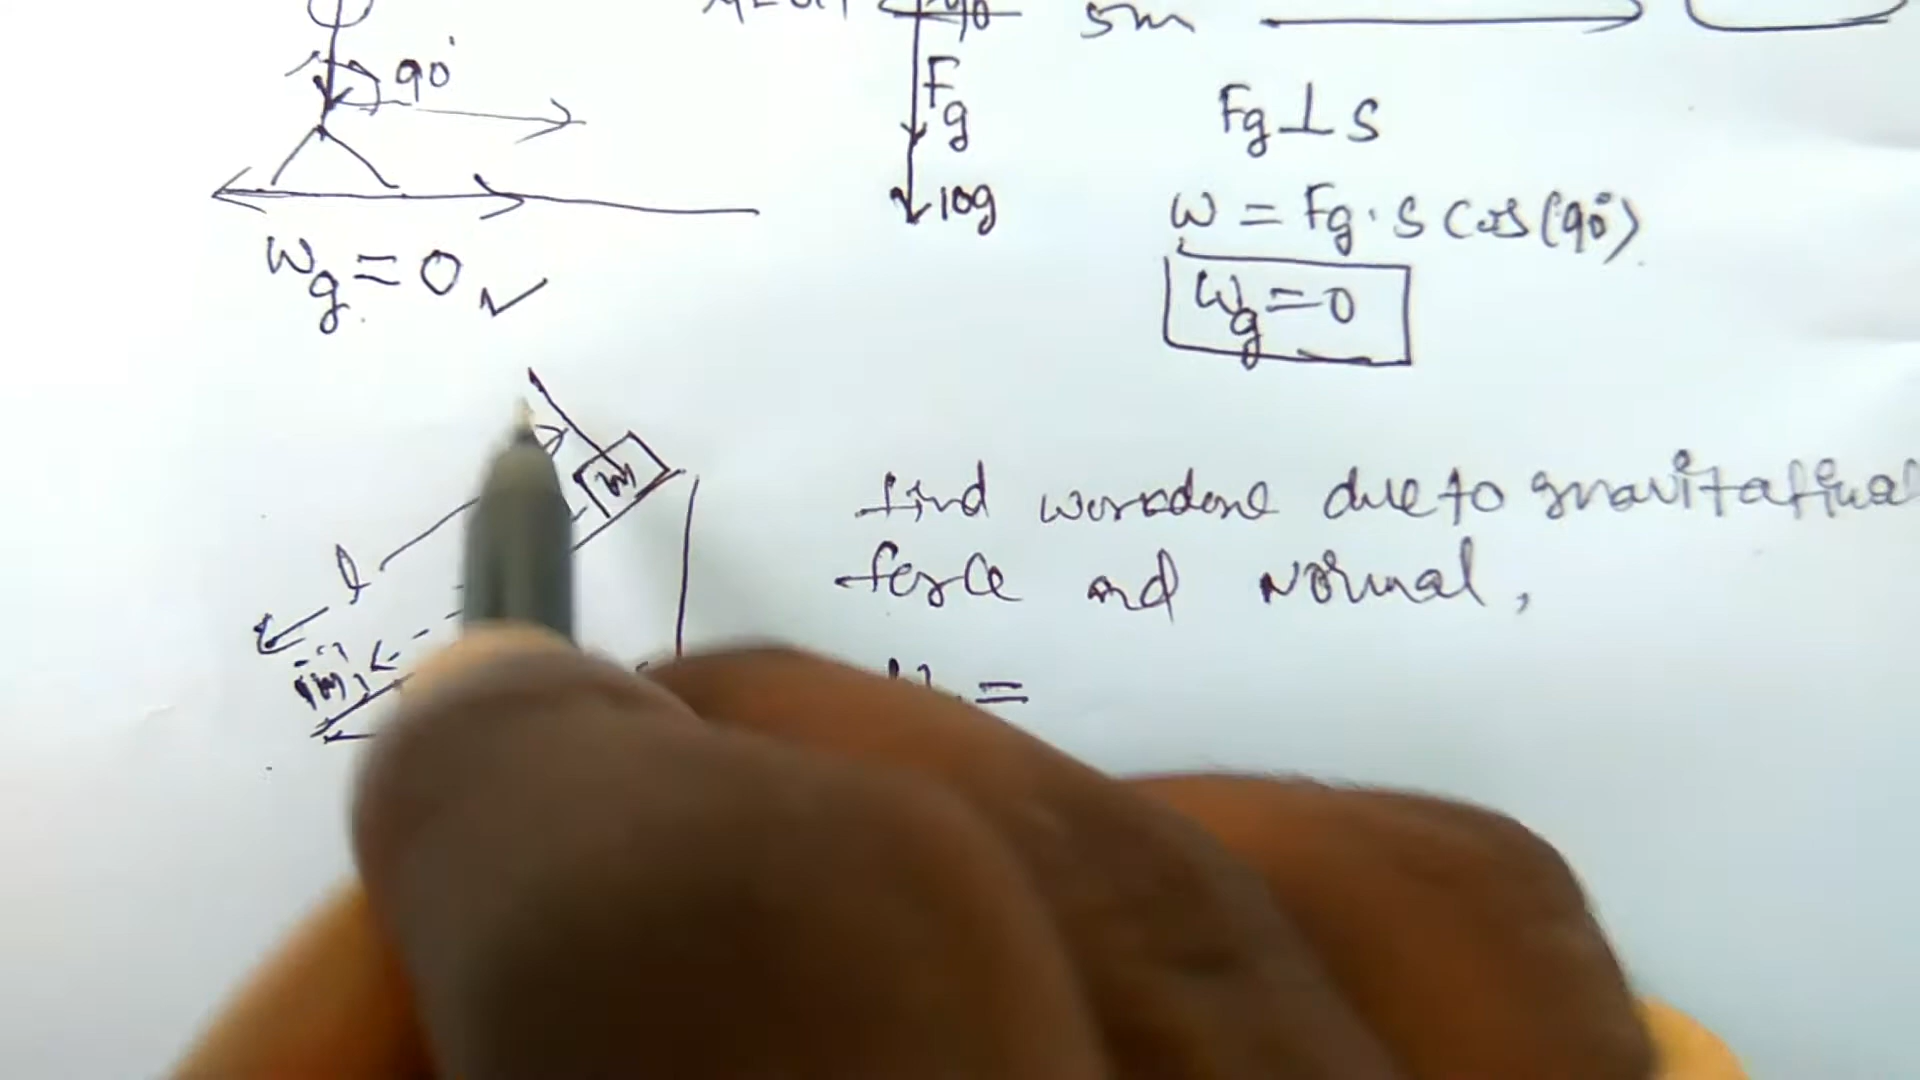 90°
Wg = 0 ✓
90
5m
Fg
10g
Fg ⊥ S
W = Fg · S Cos(90°)
Wg = 0
m
l
m
find workdone due to gravitational
force and Normal,
=